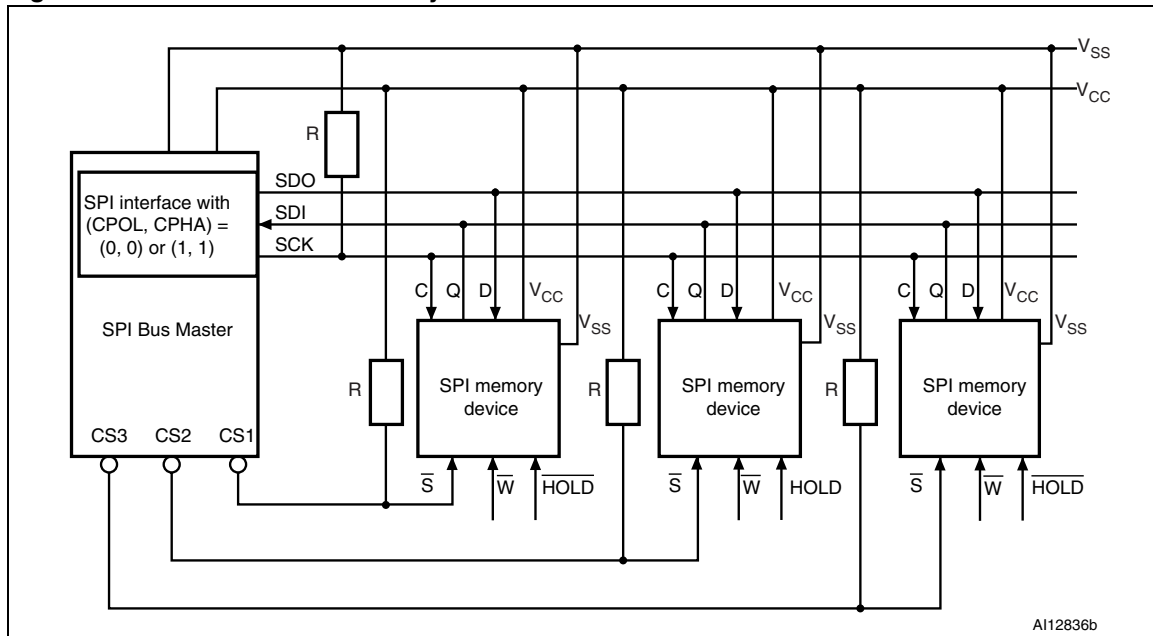 VSS
VCC
R
SDO
SPI interface with
(CPOL, CPHA) =
(0, 0) or (1, 1)
SDI
SCK
SPI Bus Master
C Q D VCC VSS
C Q D VCC VSS
C Q D VCC VSS
R
SPI memory
device
R
SPI memory
device
R
SPI memory
device
CS3 CS2 CS1
S̅ W̅ H̅O̅L̅D̅
S̅ W̅ HOLD
S̅ W̅ H̅O̅L̅D̅
AI12836b